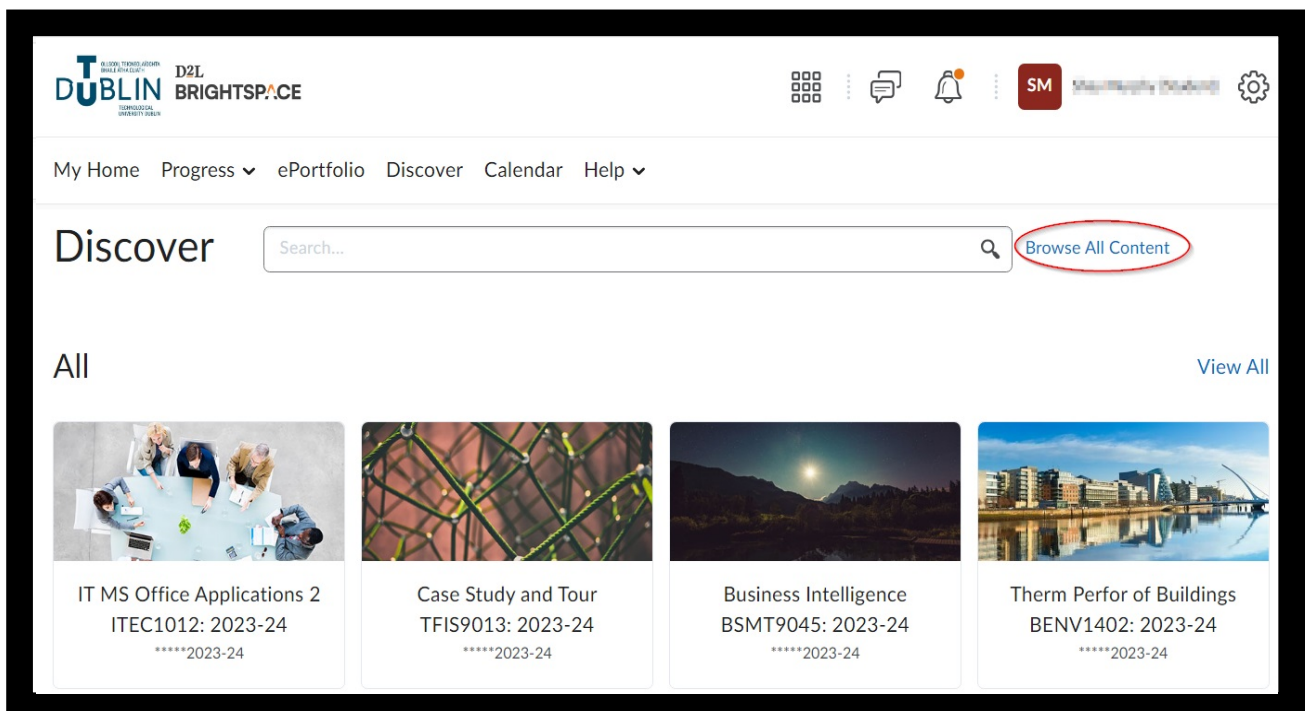 D2L
BRIGHTSPACE
DUBLIN
TECHNOLOGICAL
UNIVERSITY DUBLIN
SM
My Home Progress ePortfolio Discover Calendar Help
Discover Search... Browse All Content
All View All
IT MS Office Applications 2
ITEC1012: 2023-24
*****2023-24
Case Study and Tour
TFIS9013: 2023-24
*****2023-24
Business Intelligence
BSMT9045: 2023-24
*****2023-24
Therm Perfor of Buildings
BENV1402: 2023-24
*****2023-24